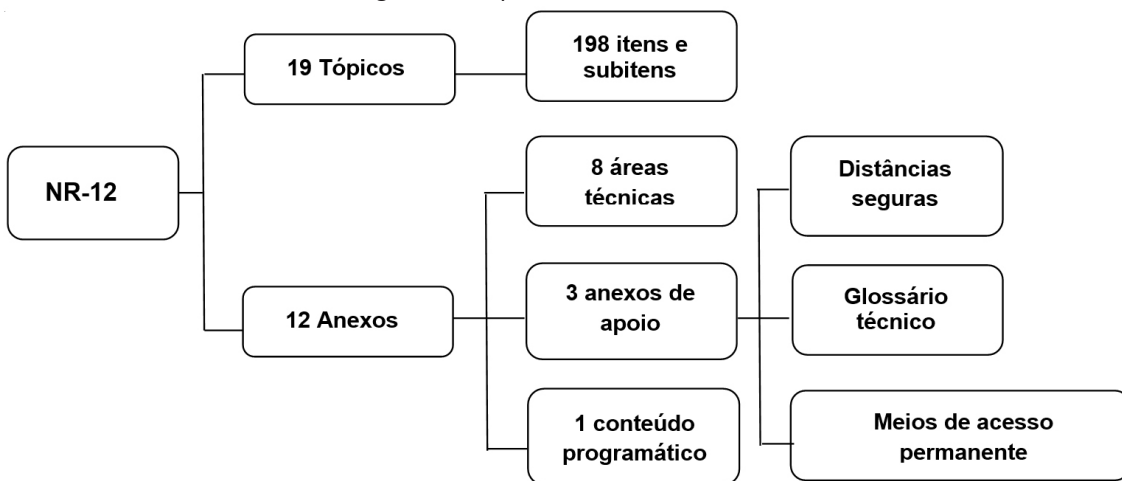 19 Tópicos
198 itens e
subitens
NR-12
8 áreas
técnicas
Distâncias
seguras
12 Anexos
3 anexos de
apoio
Glossário
técnico
1 conteúdo
programático
Meios de acesso
permanente